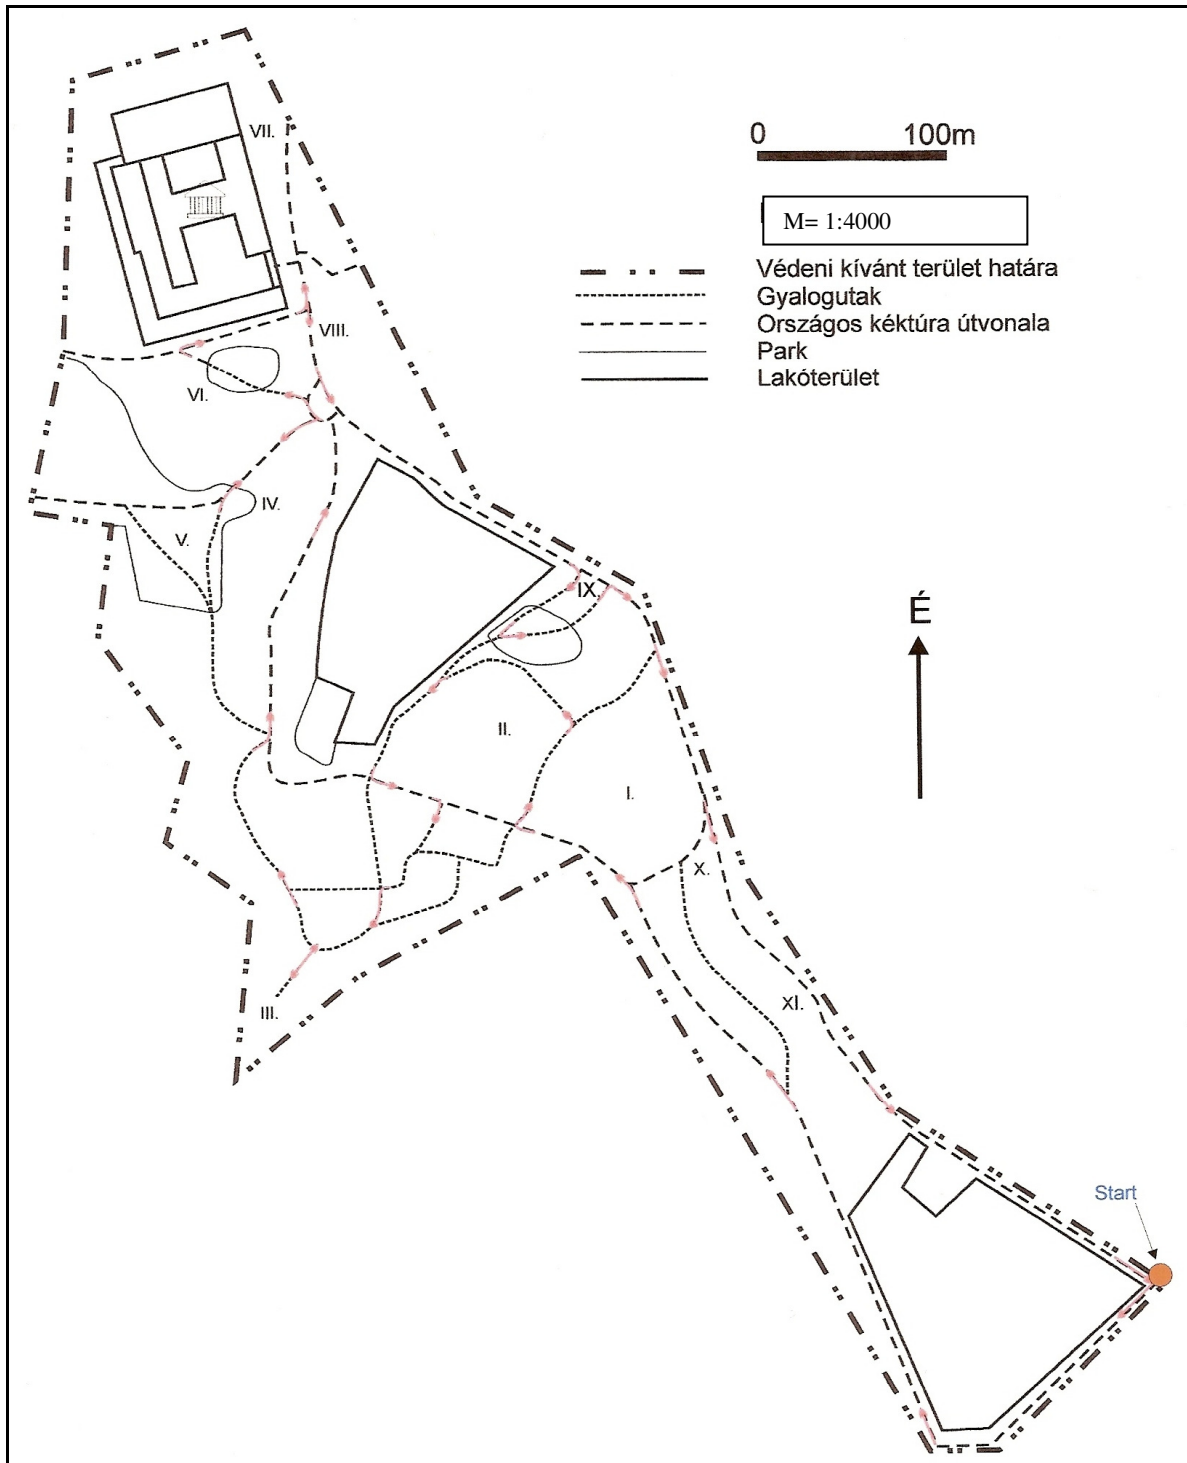 VII.
0 100m
M= 1:4000
Védeni kívánt terület határa
Gyalogutak
Országos kéktúra útvonala
Park
Lakóterület
VIII.
VI.
IV.
V.
IX.
É
II.
I.
X.
XI.
III.
Start